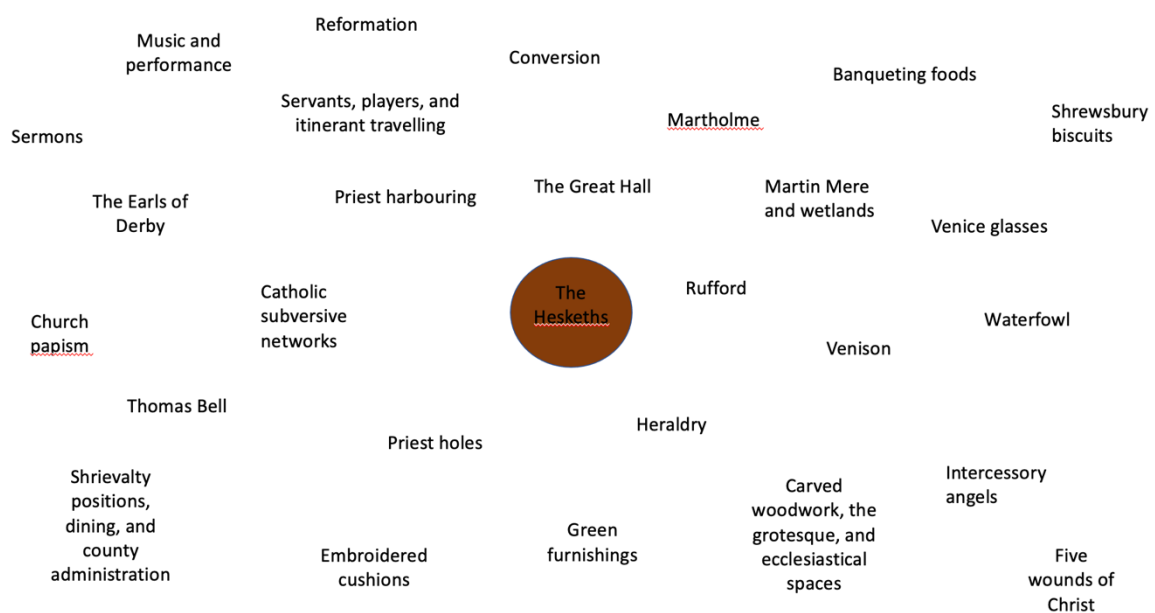 Reformation
Music and
performance
Conversion
Banqueting foods
Servants, players, and
itinerant travelling
Martholme
Shrewsbury
biscuits
Sermons
The Earls of
Derby
Priest harbouring
The Great Hall
Martin Mere
and wetlands
Venice glasses
Catholic
subversive
networks
The
Heskeths
Rufford
Church
papism
Waterfowl
Venison
Thomas Bell
Priest holes
Heraldry
Shrievalty
positions,
dining, and
county
administration
Embroidered
cushions
Green
furnishings
Carved
woodwork, the
grotesque, and
ecclesiastical
spaces
Intercessory
angels
Five
wounds of
Christ